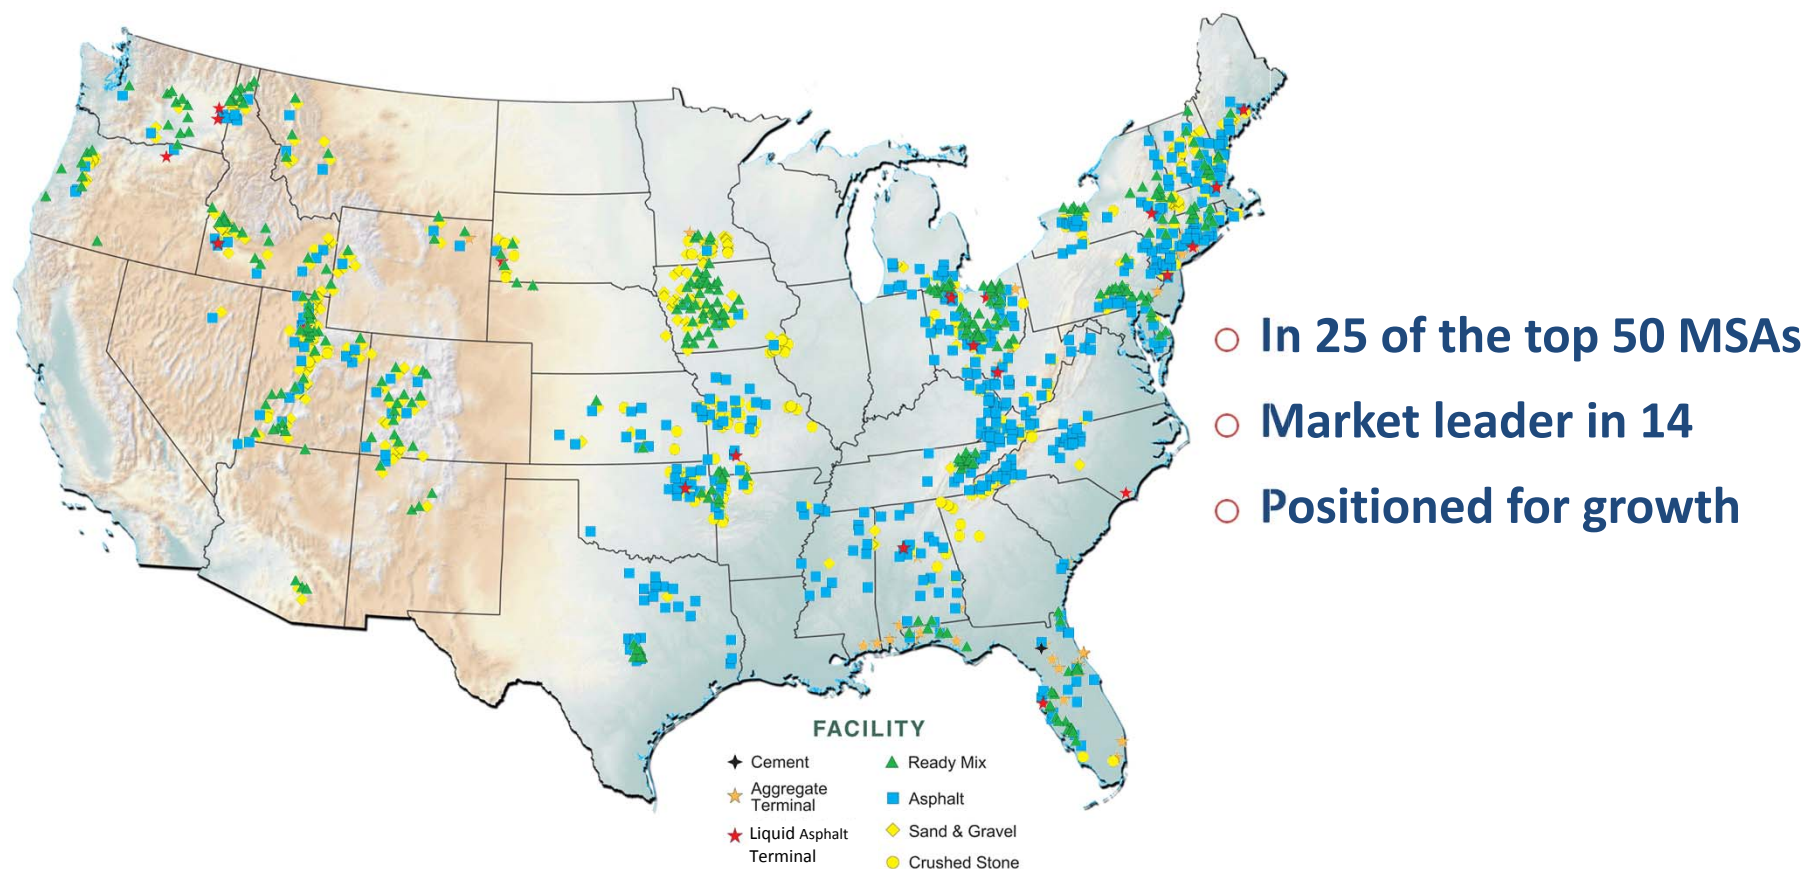 In 25 of the top 50 MSAs
Market leader in 14
Positioned for growth
FACILITY
Cement
Aggregate
Terminal
Liquid Asphalt
Terminal
Ready Mix
Asphalt
Sand & Gravel
Crushed Stone